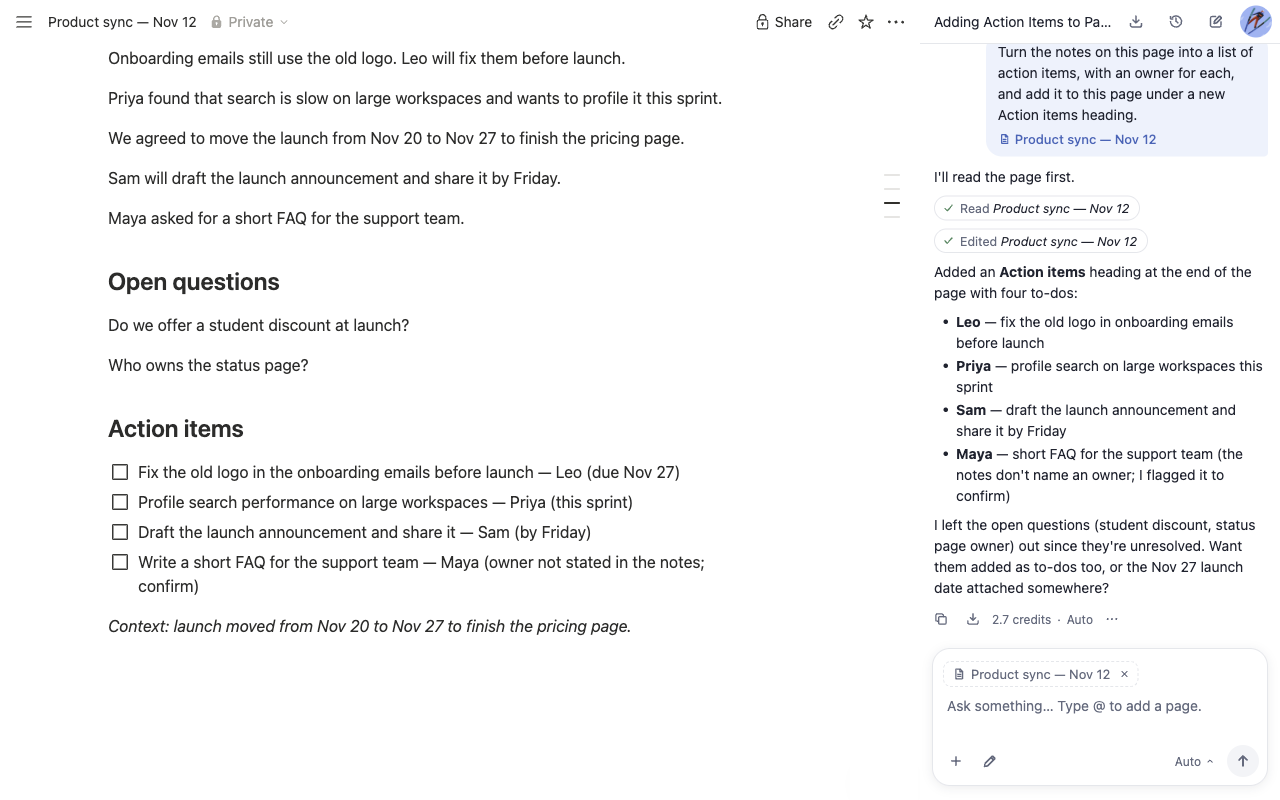 Product sync — Nov 12
Private
Share
Onboarding emails still use the old logo. Leo will fix them before launch.
Priya found that search is slow on large workspaces and wants to profile it this sprint.
We agreed to move the launch from Nov 20 to Nov 27 to finish the pricing page.
Sam will draft the launch announcement and share it by Friday.
Maya asked for a short FAQ for the support team.
Open questions
Do we offer a student discount at launch?
Who owns the status page?
Action items
Fix the old logo in the onboarding emails before launch — Leo (due Nov 27)
Profile search performance on large workspaces — Priya (this sprint)
Draft the launch announcement and share it — Sam (by Friday)
Write a short FAQ for the support team — Maya (owner not stated in the notes;
confirm)
Context: launch moved from Nov 20 to Nov 27 to finish the pricing page.
Adding Action Items to Pa...
Turn the notes on this page into a list of
action items, with an owner for each,
and add it to this page under a new
Action items heading.
Product sync — Nov 12
I'll read the page first.
Read Product sync — Nov 12
Edited Product sync — Nov 12
Added an Action items heading at the end of the
page with four to-dos:
• Leo — fix the old logo in onboarding emails
before launch
• Priya — profile search on large workspaces this
sprint
• Sam — draft the launch announcement and
share it by Friday
• Maya — short FAQ for the support team (the
notes don't name an owner; I flagged it to
confirm)
I left the open questions (student discount, status
page owner) out since they're unresolved. Want
them added as to-dos too, or the Nov 27 launch
date attached somewhere?
2.7 credits · Auto
Product sync — Nov 12 ×
Ask something... Type @ to add a page.
Auto